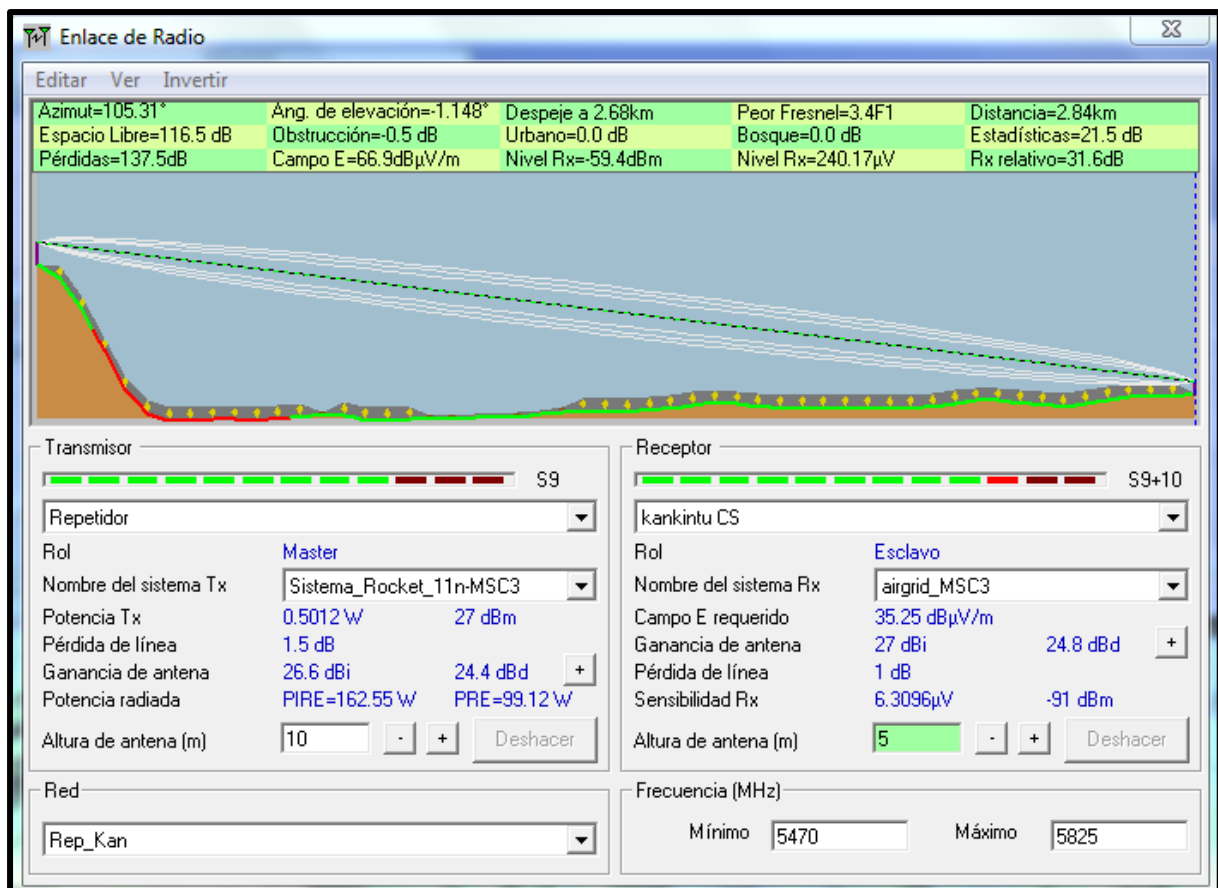 Enlace de Radio
Editar Ver Invertir
Azimut=105.31° Ang. de elevación=-1.148° Despeje a 2.68km Peor Fresnel=3.4F1 Distancia=2.84km
Espacio Libre=116.5 dB Obstrucción=-0.5 dB Urbano=0.0 dB Bosque=0.0 dB Estadísticas=21.5 dB
Pérdidas=137.5dB Campo E=66.9dBµV/m Nivel Rx=-59.4dBm Nivel Rx=240.17µV Rx relativo=31.6dB
Transmisor
S9
Repetidor
Rol Master
Nombre del sistema Tx Sistema_Rocket_11n-MSC3
Potencia Tx 0.5012 W 27 dBm
Pérdida de línea 1.5 dB
Ganancia de antena 26.6 dBi 24.4 dBd +
Potencia radiada PIRE=162.55 W PRE=99.12 W
Altura de antena (m) 10 - + Deshacer
Receptor
S9+10
kankintu CS
Rol Esclavo
Nombre del sistema Rx airgrid_MSC3
Campo E requerido 35.25 dBµV/m
Ganancia de antena 27 dBi 24.8 dBd +
Pérdida de línea 1 dB
Sensibilidad Rx 6.3096µV -91 dBm
Altura de antena (m) 5 - + Deshacer
Red
Rep_Kan
Frecuencia (MHz)
Mínimo 5470 Máximo 5825